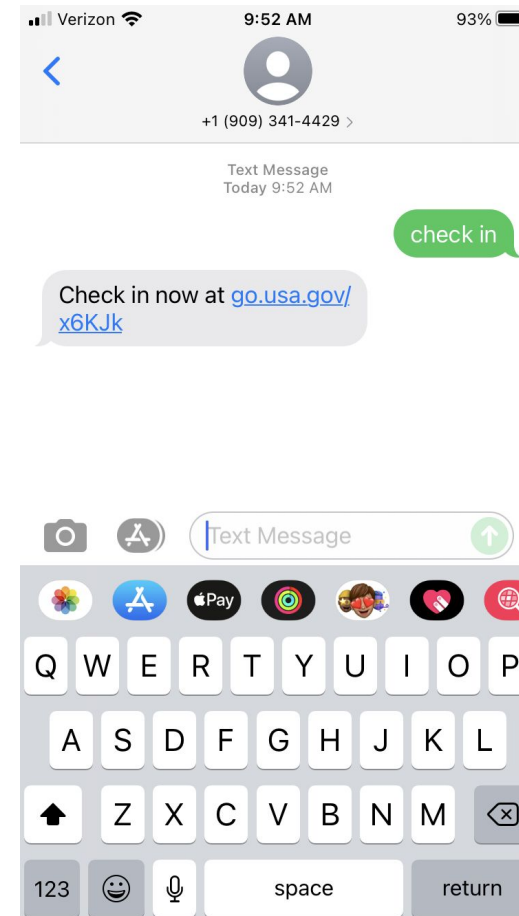 Verizon 9:52 AM 93%
+1 (909) 341-4429 >
Text Message
Today 9:52 AM
check in
Check in now at go.usa.gov/
x6KJk
Text Message
Pay
Q W E R T Y U I O P
A S D F G H J K L
Z X C V B N M
123 space return